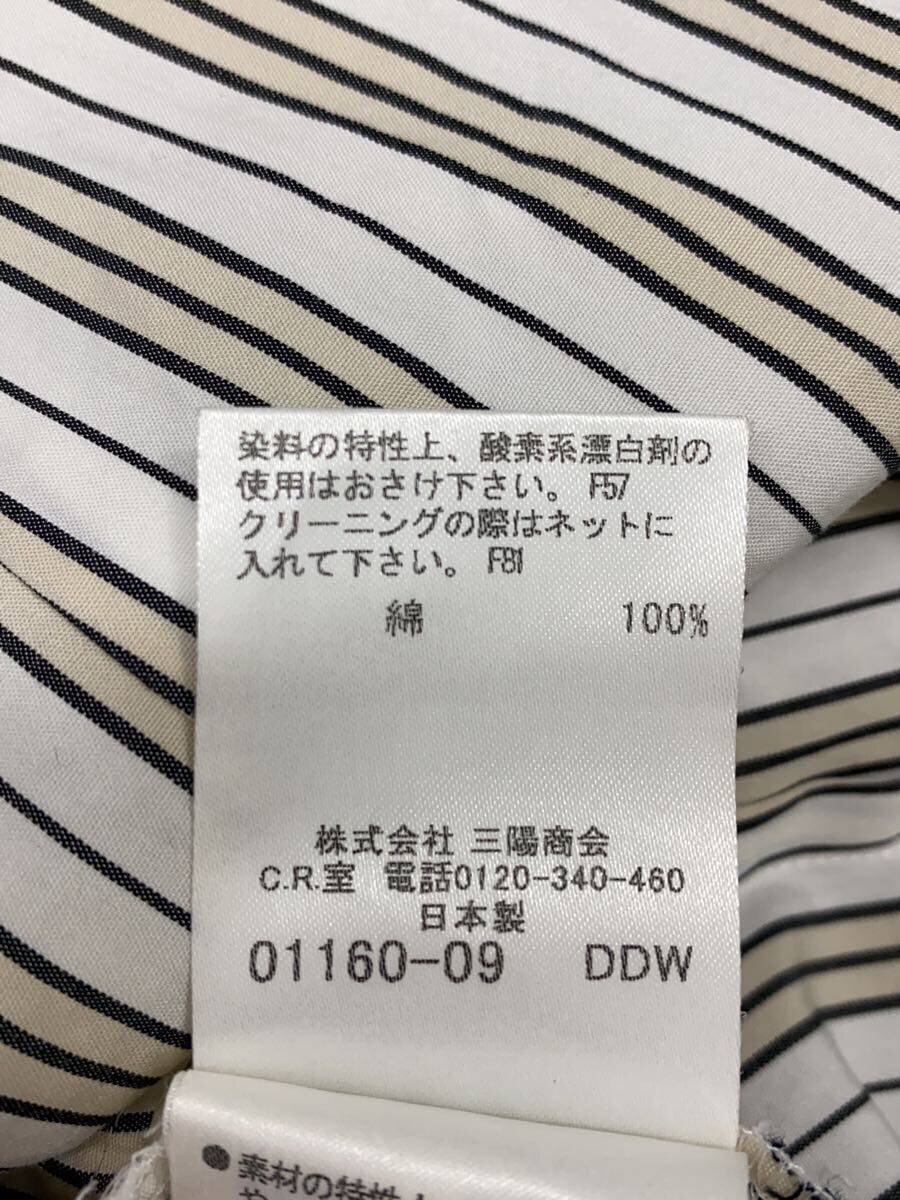 染料の特性上、酸素系漂白剤の
使用はおさけ下さい。F57
クリーニングの際はネットに
入れて下さい。F81
綿 100%
株式会社 三陽商会
C.R.室 電話0120-340-460
日本製
01160-09 DDW
●素材の特性上